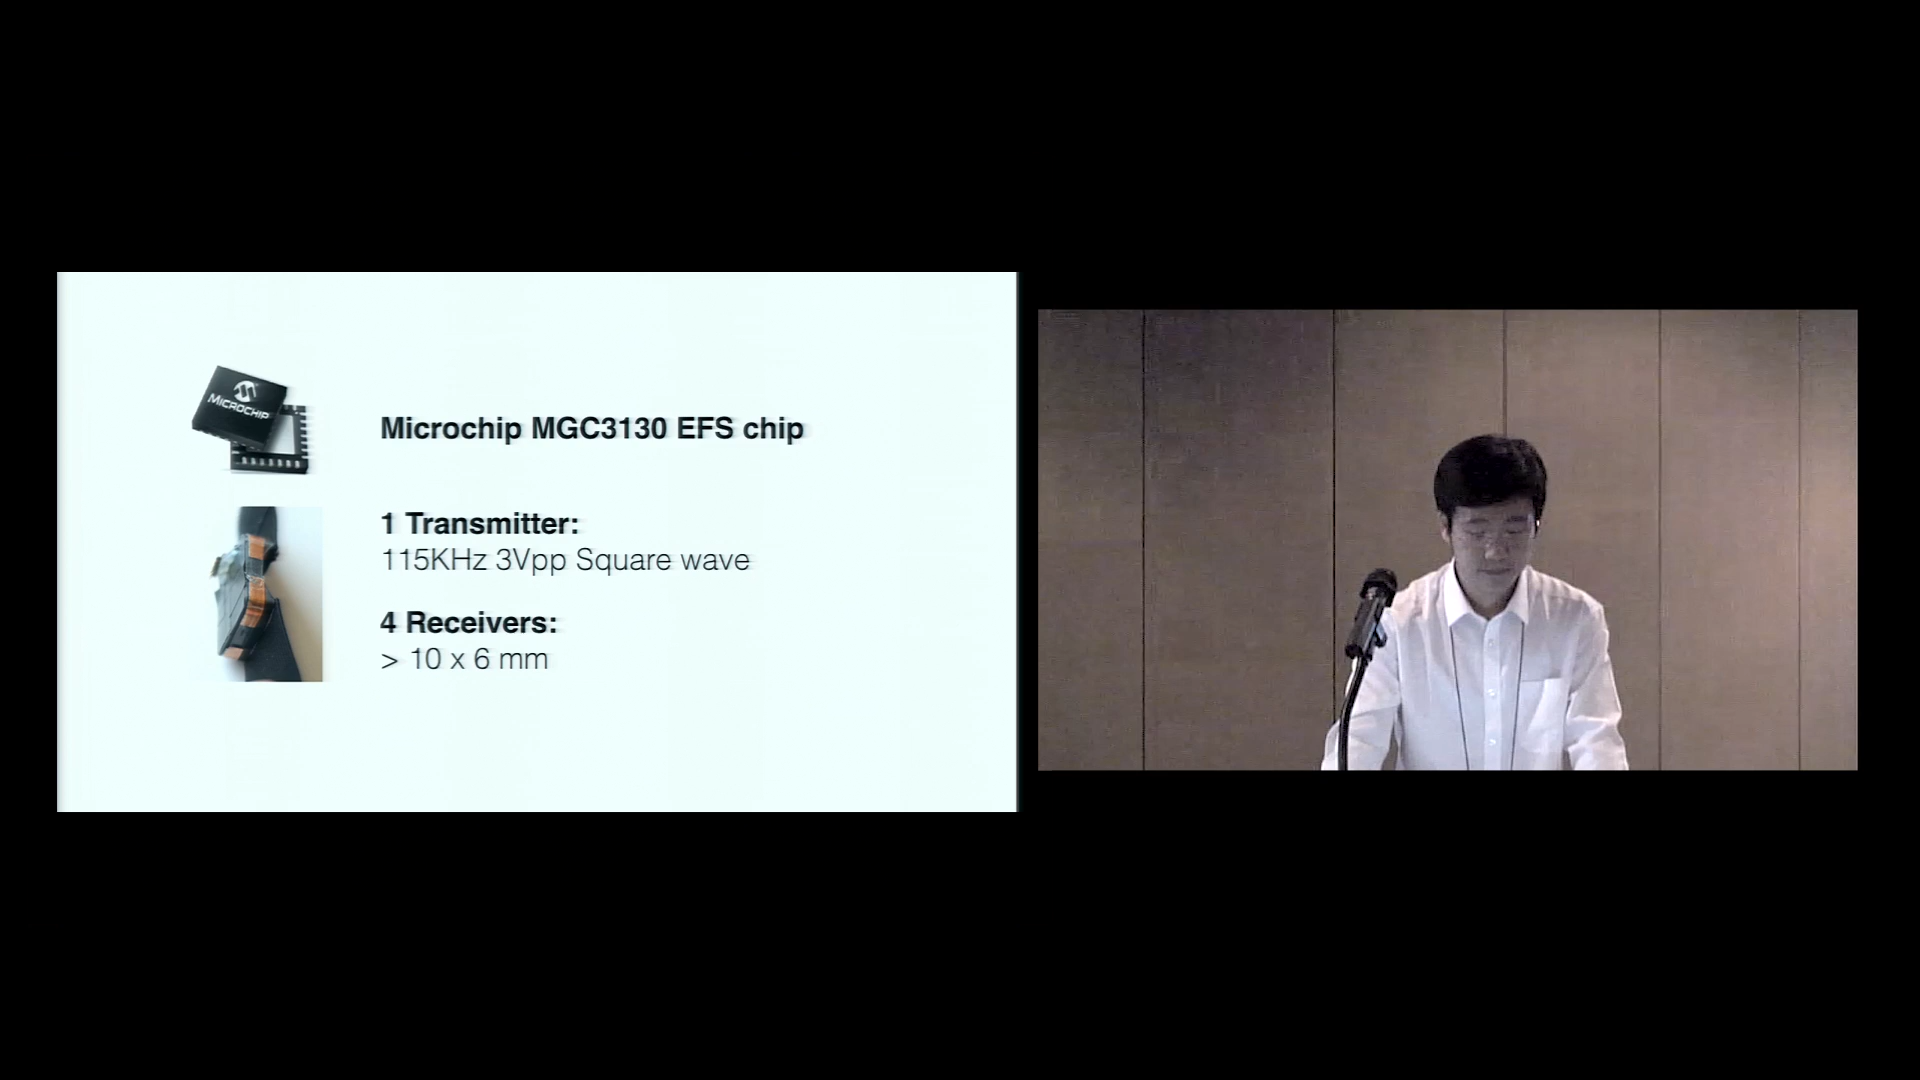 MICROCHIP
Microchip MGC3130 EFS chip
1 Transmitter:
115KHz 3Vpp Square wave
4 Receivers:
> 10 x 6 mm